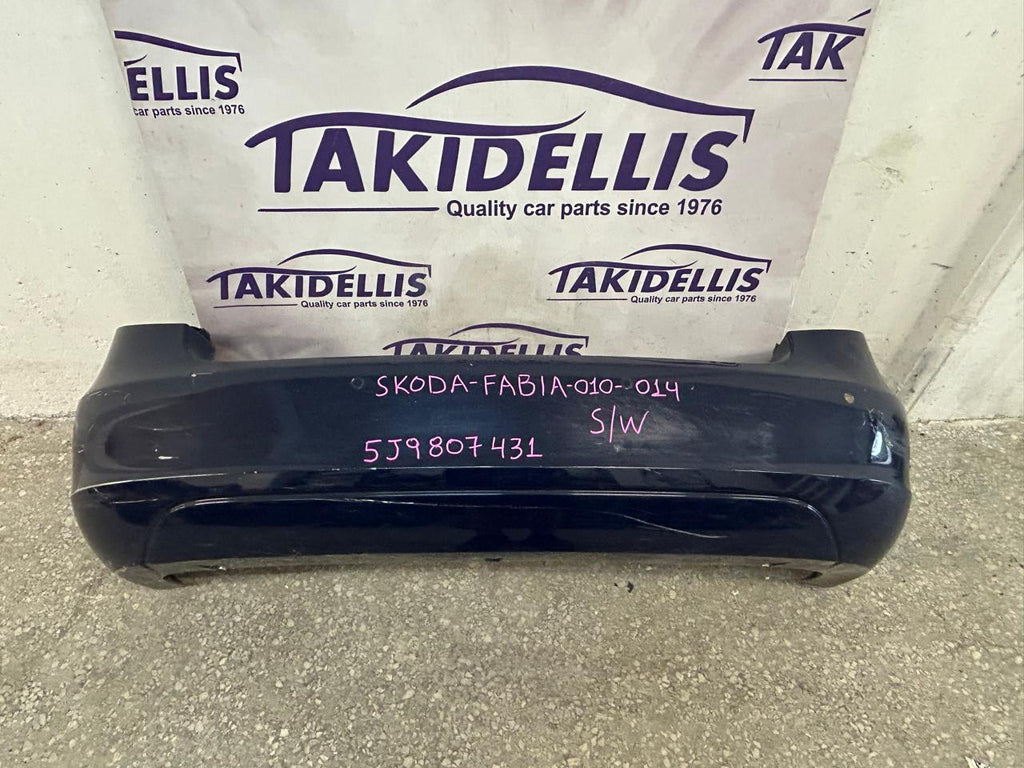 ELLIS
car parts since 1976
TAK
TAKIDELLIS
Quality car parts since 1976
TAKIDELLIS
Quality car parts since 1976
TAKIDELLIS
Quality car parts since 1976
TAKIDELLIS
SKODA-FABIA-010-014
S/W
5J9807431